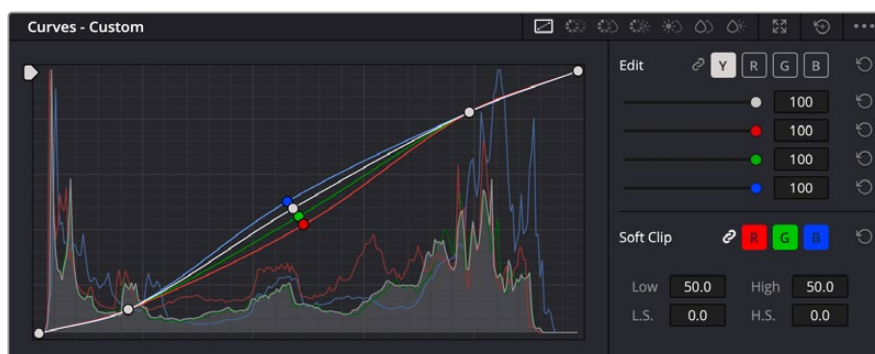 Curves - Custom
Edit Y R G B
100
100
100
100
Soft Clip R G B
Low 50.0 High 50.0
L.S. 0.0 H.S. 0.0